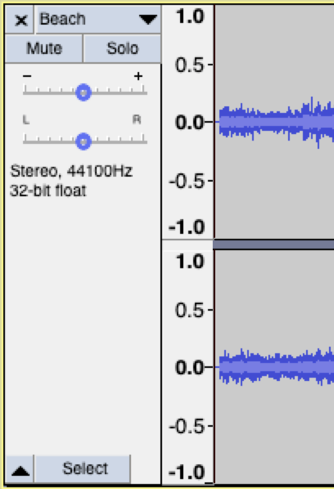 × Beach
Mute Solo
- +
L R
Stereo, 44100Hz
32-bit float
Select
1.0
0.5-
0.0-
-0.5-
-1.0
1.0
0.5-
0.0-
-0.5-
-1.0